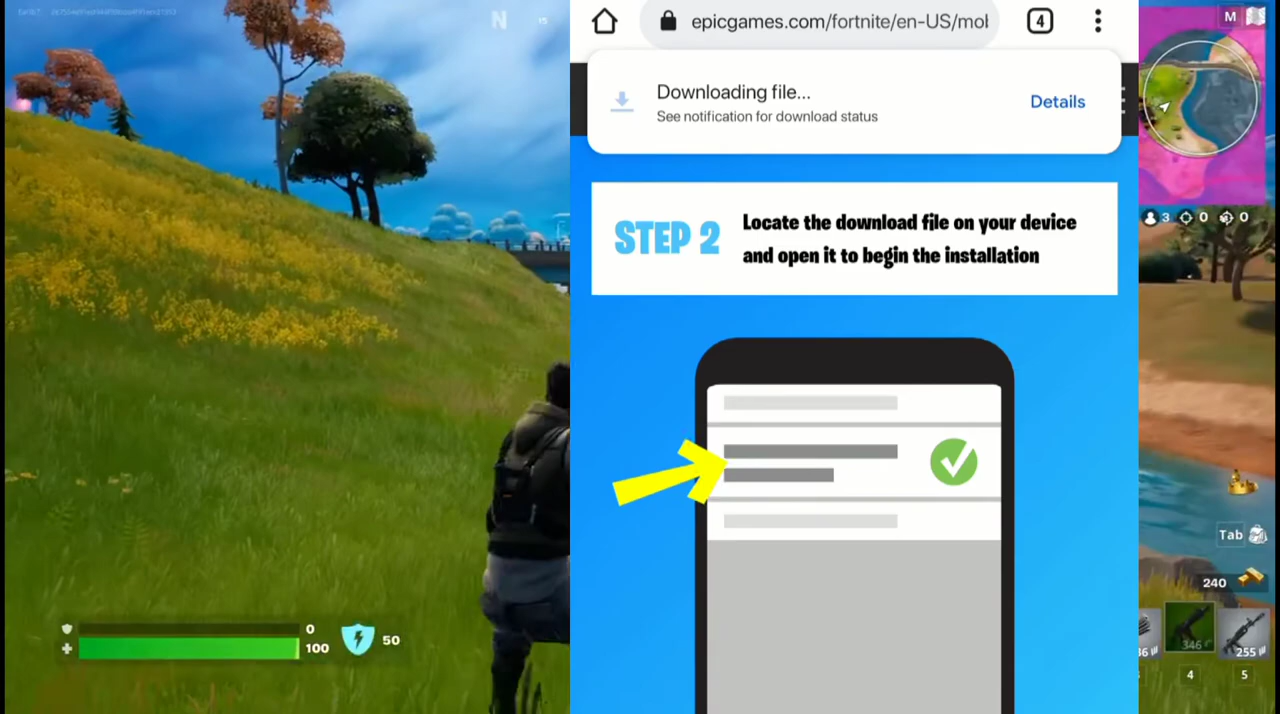 N
15
epicgames.com/fortnite/en-US/mol
4
M
Downloading file...
See notification for download status
Details
3
0
0
STEP 2
Locate the download file on your device
and open it to begin the installation
Tab
240
0
100
50
346
255
4
5